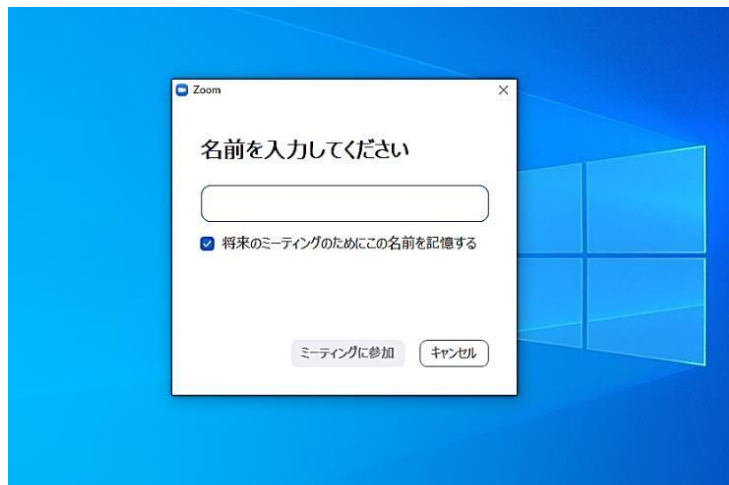 Zoom
名前を入力してください
将来のミーティングのためにこの名前を記憶する
ミーティングに参加
キャンセル